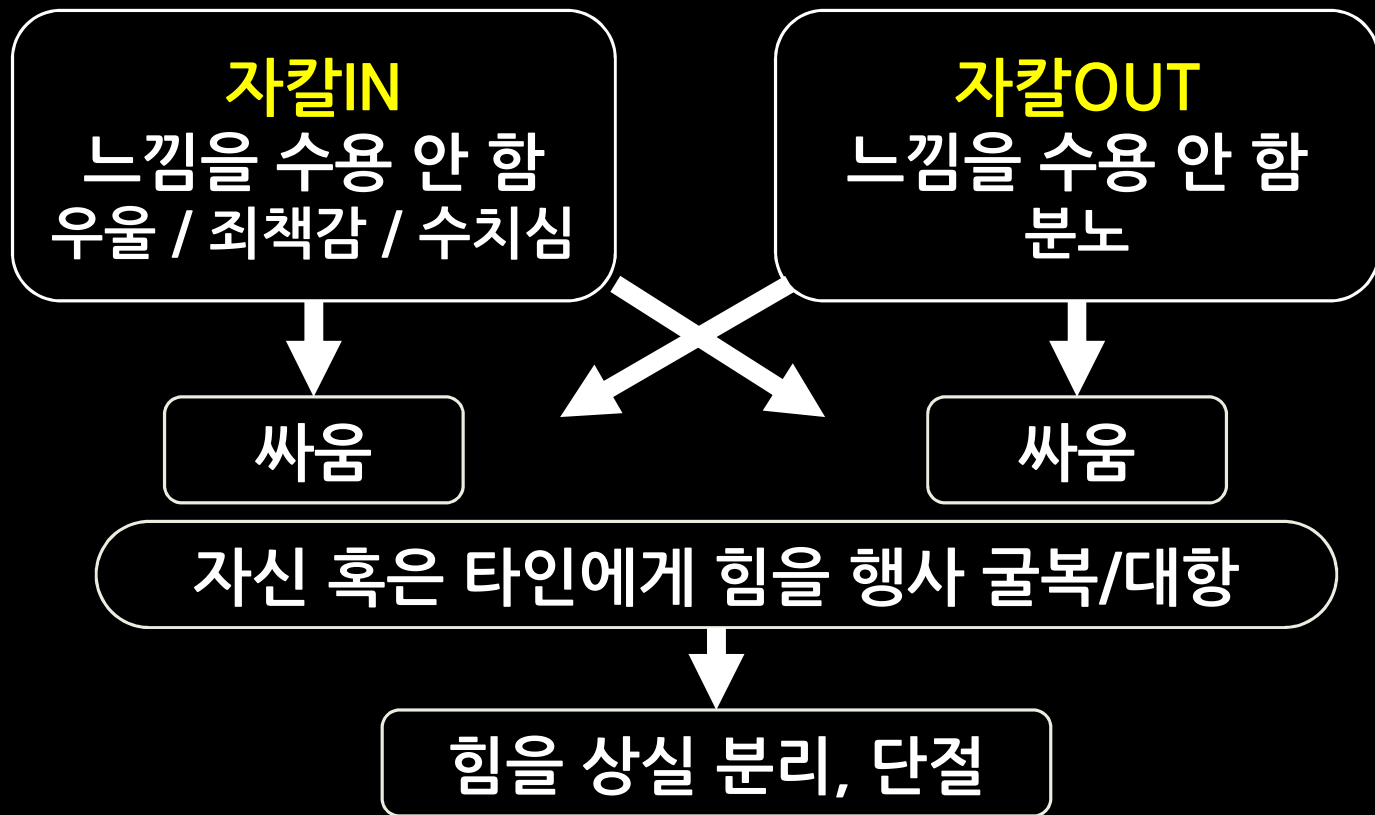 자칼IN
느낌을 수용 안 함
우울 / 죄책감 / 수치심
자칼OUT
느낌을 수용 안 함
분노
싸움
싸움
자신 혹은 타인에게 힘을 행사 굴복/대항
힘을 상실 분리, 단절